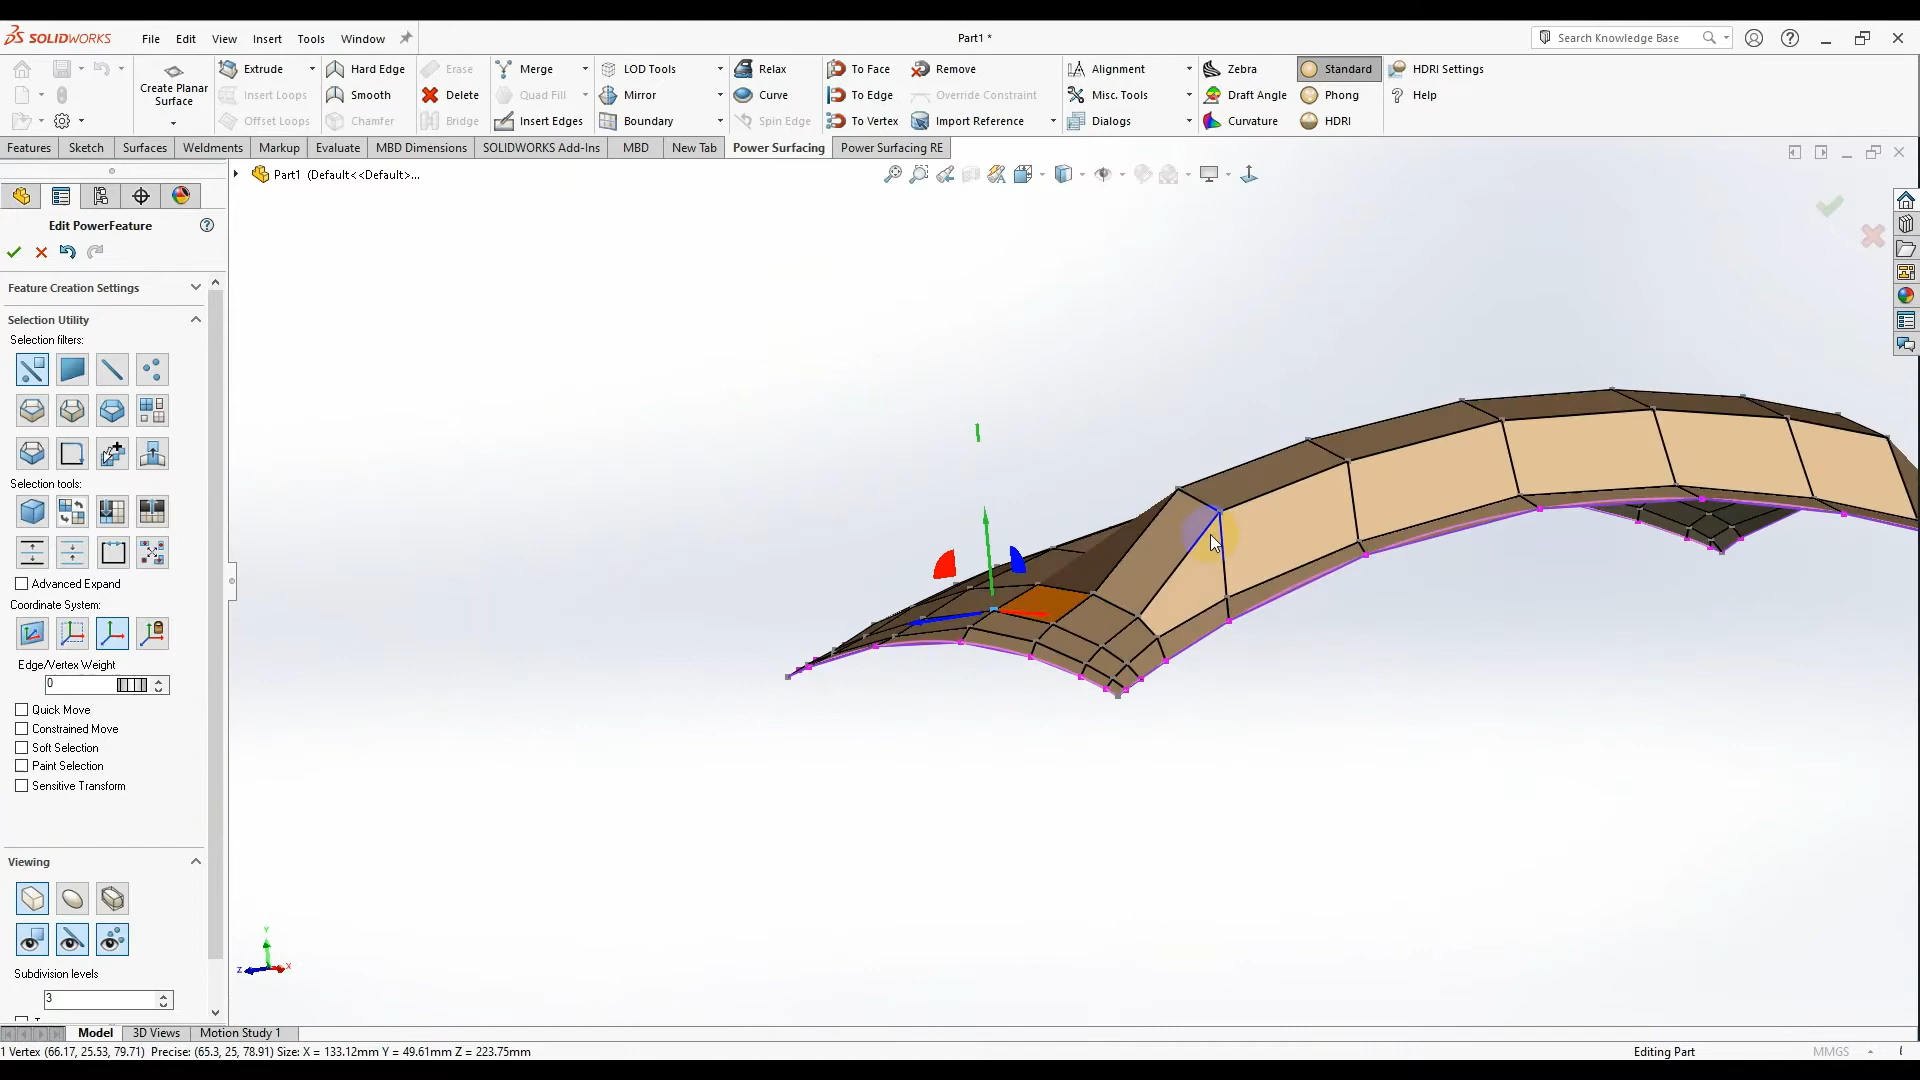 SOLIDWORKS
File Edit View Insert Tools Window
Part1 *
Search Knowledge Base
Create Planar
Surface
Extrude Hard Edge Erase Merge LOD Tools Relax To Face Remove Alignment Zebra Standard HDRI Settings
Insert Loops Smooth Delete Quad Fill Mirror Curve To Edge Override Constraint Misc. Tools Draft Angle Phong Help
Offset Loops Chamfer Bridge Insert Edges Boundary Spin Edge To Vertex Import Reference Dialogs Curvature HDRI
Features Sketch Surfaces Weldments Markup Evaluate MBD Dimensions SOLIDWORKS Add-Ins MBD New Tab Power Surfacing Power Surfacing RE
Part1 (Default<<Default>...
Edit PowerFeature
Feature Creation Settings
Selection Utility
Selection filters:
Selection tools:
Advanced Expand
Coordinate System:
Edge/Vertex Weight
0
Quick Move
Constrained Move
Soft Selection
Paint Selection
Sensitive Transform
Viewing
Subdivision levels
3
Y
Z
X
Model 3D Views Motion Study 1
1 Vertex (66.17, 25.53, 79.71) Precise: (65.3, 25, 78.91) Size: X = 133.12mm Y = 49.61mm Z = 223.75mm
Editing Part
MMGS